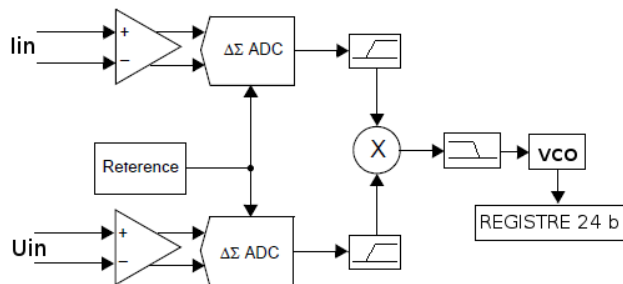 Iin
+
−
ΔΣ ADC
Reterence
X
vco
REGISTRE 24 b
Uin
+
−
ΔΣ ADC